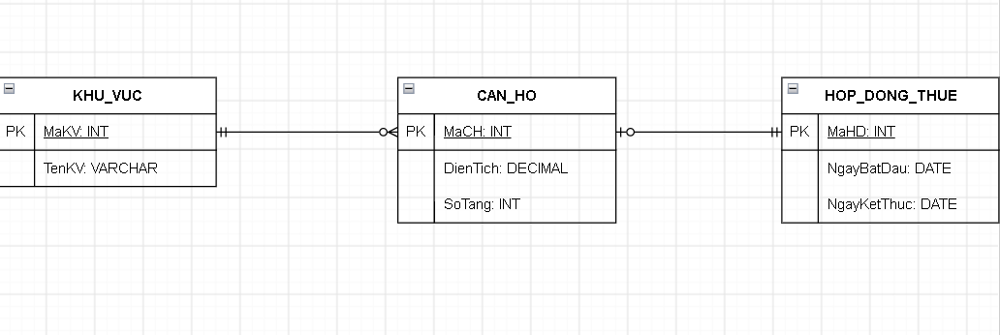 KHU_VUC
PK MaKV: INT
TenKV: VARCHAR
CAN_HO
PK MaCH: INT
DienTich: DECIMAL
SoTang: INT
HOP_DONG_THUE
PK MaHD: INT
NgayBatDau: DATE
NgayKetThuc: DATE